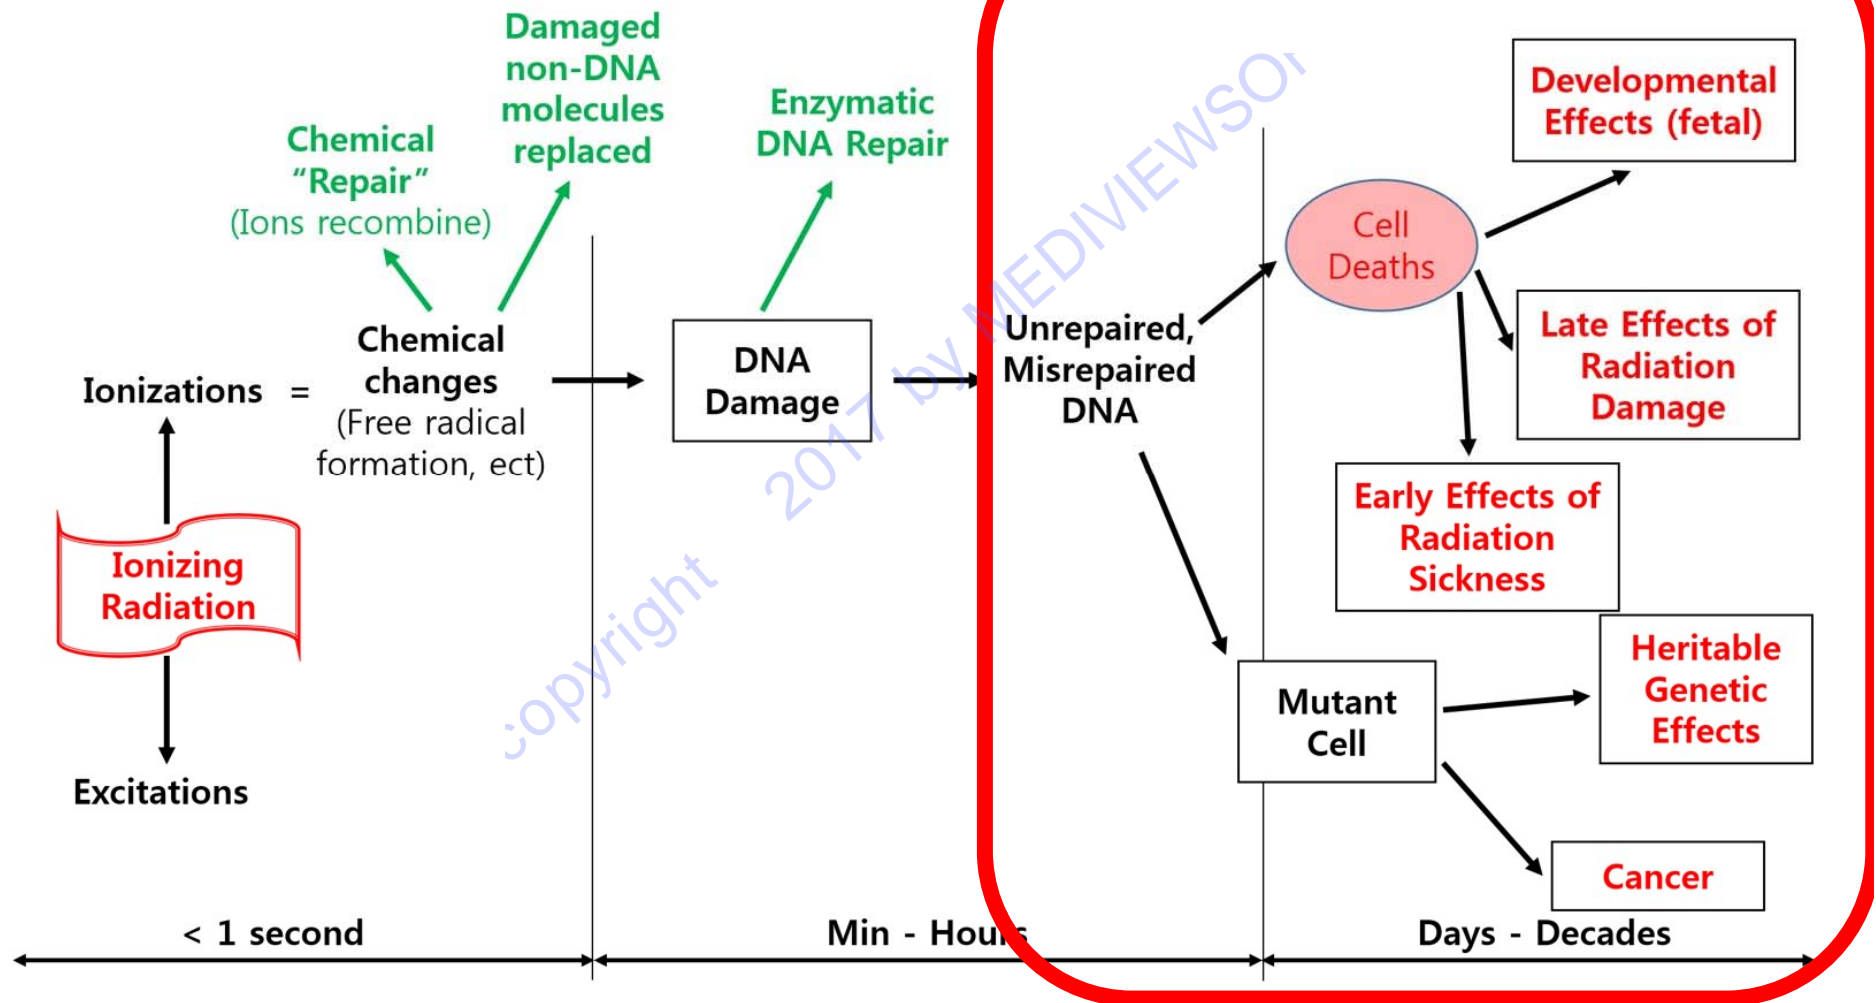 Damaged
non-DNA
molecules
replaced
Chemical
“Repair”
(Ions recombine)
Enzymatic
DNA Repair
Developmental
Effects (fetal)
Cell
Deaths
Ionizations =
Chemical
changes
(Free radical
formation, ect)
DNA
Damage
Unrepaired,
Misrepaired
DNA
Late Effects of
Radiation
Damage
Early Effects of
Radiation
Sickness
Ionizing
Radiation
Excitations
Mutant
Cell
Heritable
Genetic
Effects
Cancer
< 1 second
Min - Hours
Days - Decades
copyright 2017 by MEDIVIEWSOF